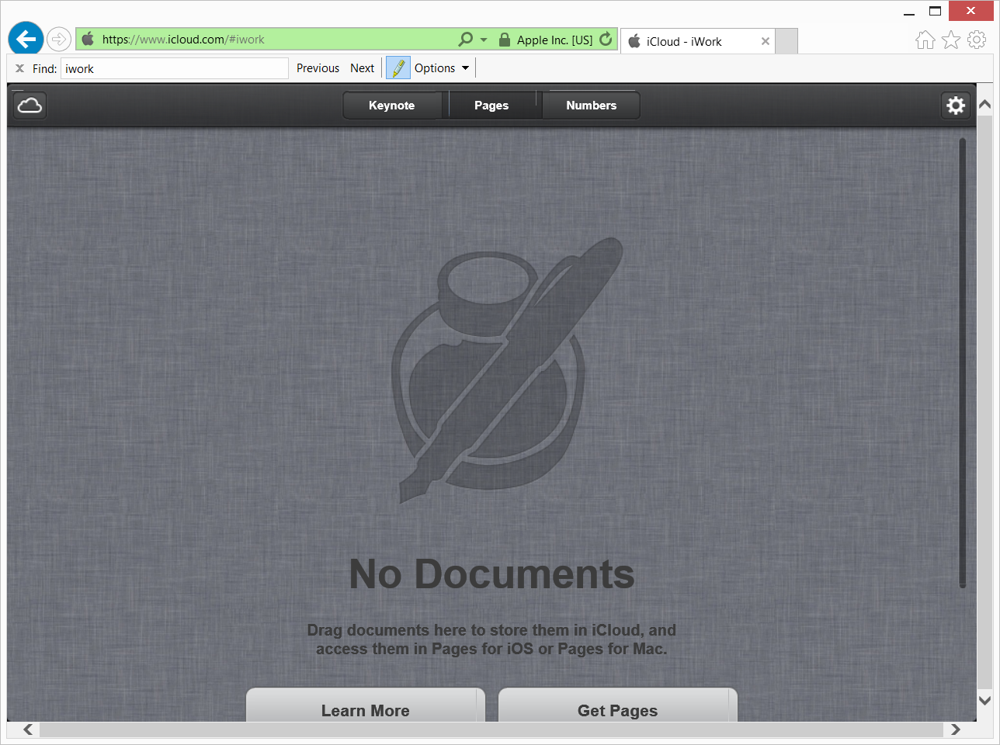 https://www.icloud.com/#iwork
Apple Inc. [US]
iCloud - iWork
Find: iwork Previous Next Options
Keynote Pages Numbers
No Documents
Drag documents here to store them in iCloud, and
access them in Pages for iOS or Pages for Mac.
Learn More Get Pages